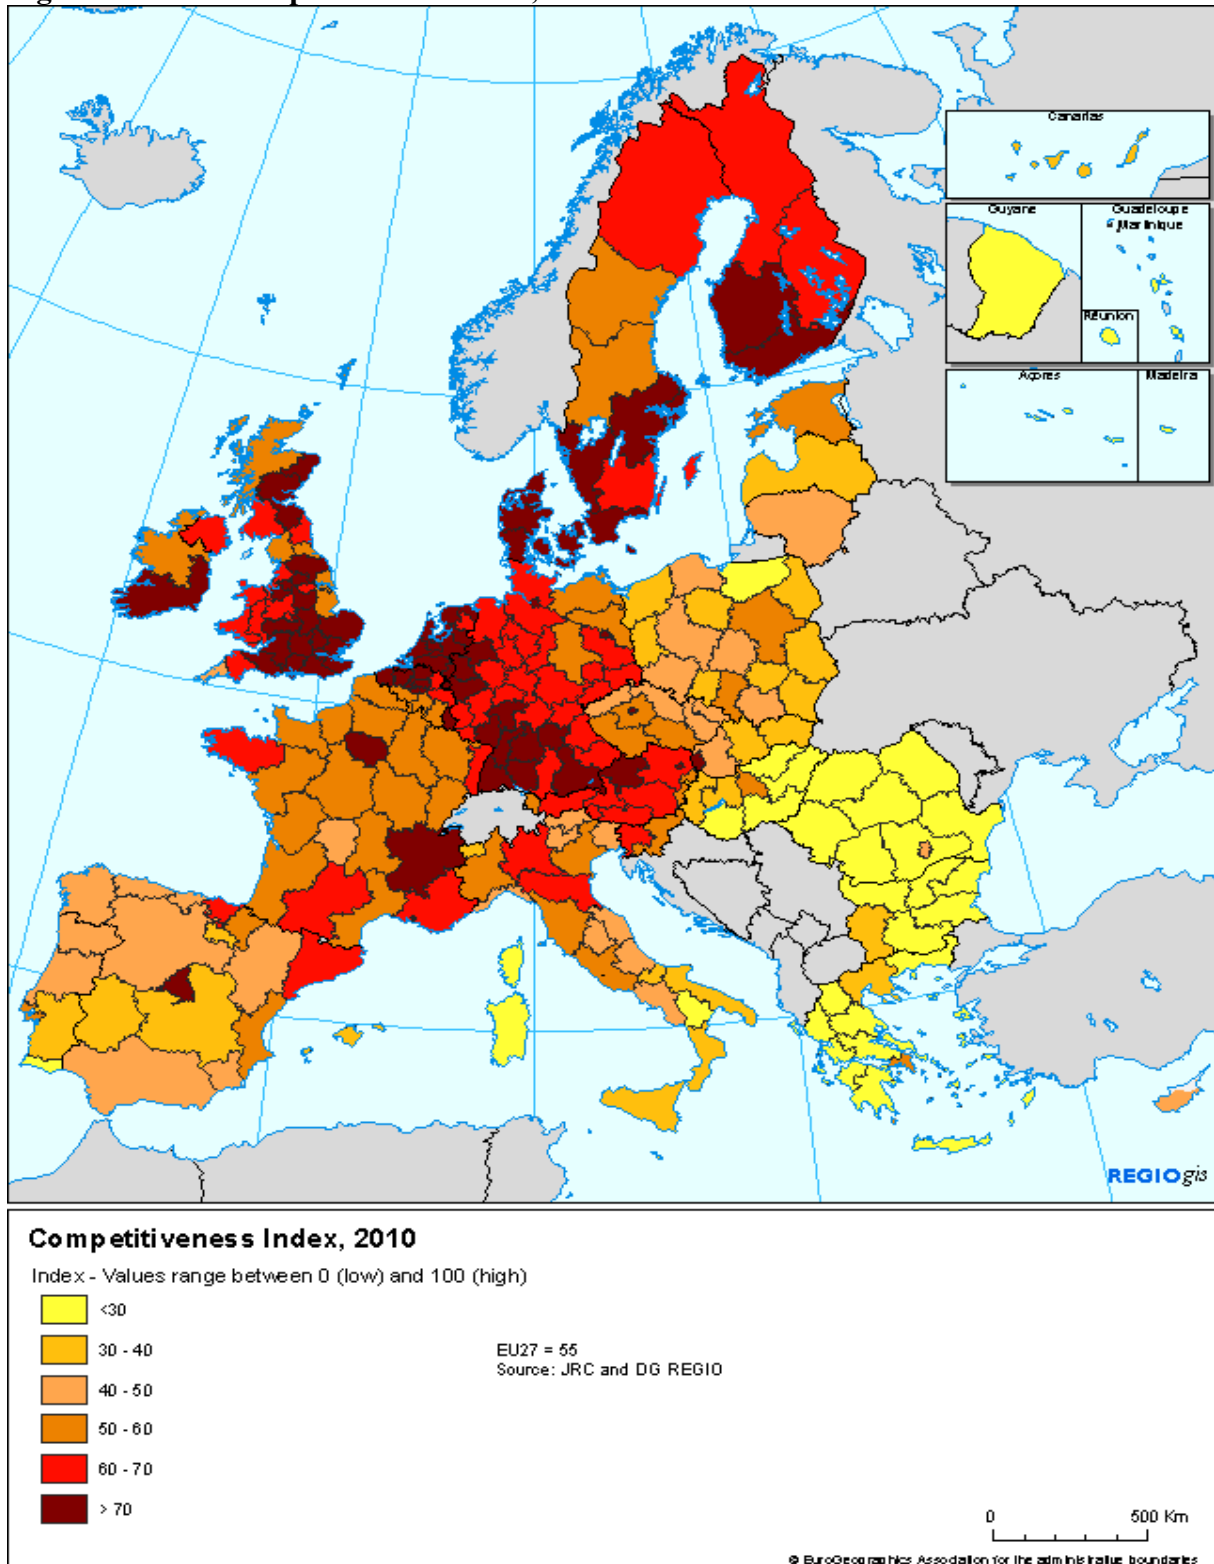 Canarias
Guyane
Guadeloupe
Martinique
Réunion
Açores
Madeira
REGIOgis
Competitiveness Index, 2010
Index - Values range between 0 (low) and 100 (high)
<30
30 - 40
EU27 = 55
Source: JRC and DG REGIO
40 - 50
50 - 60
60 - 70
> 70
0 500 Km
© EuroGeographics Association for the administrative boundaries